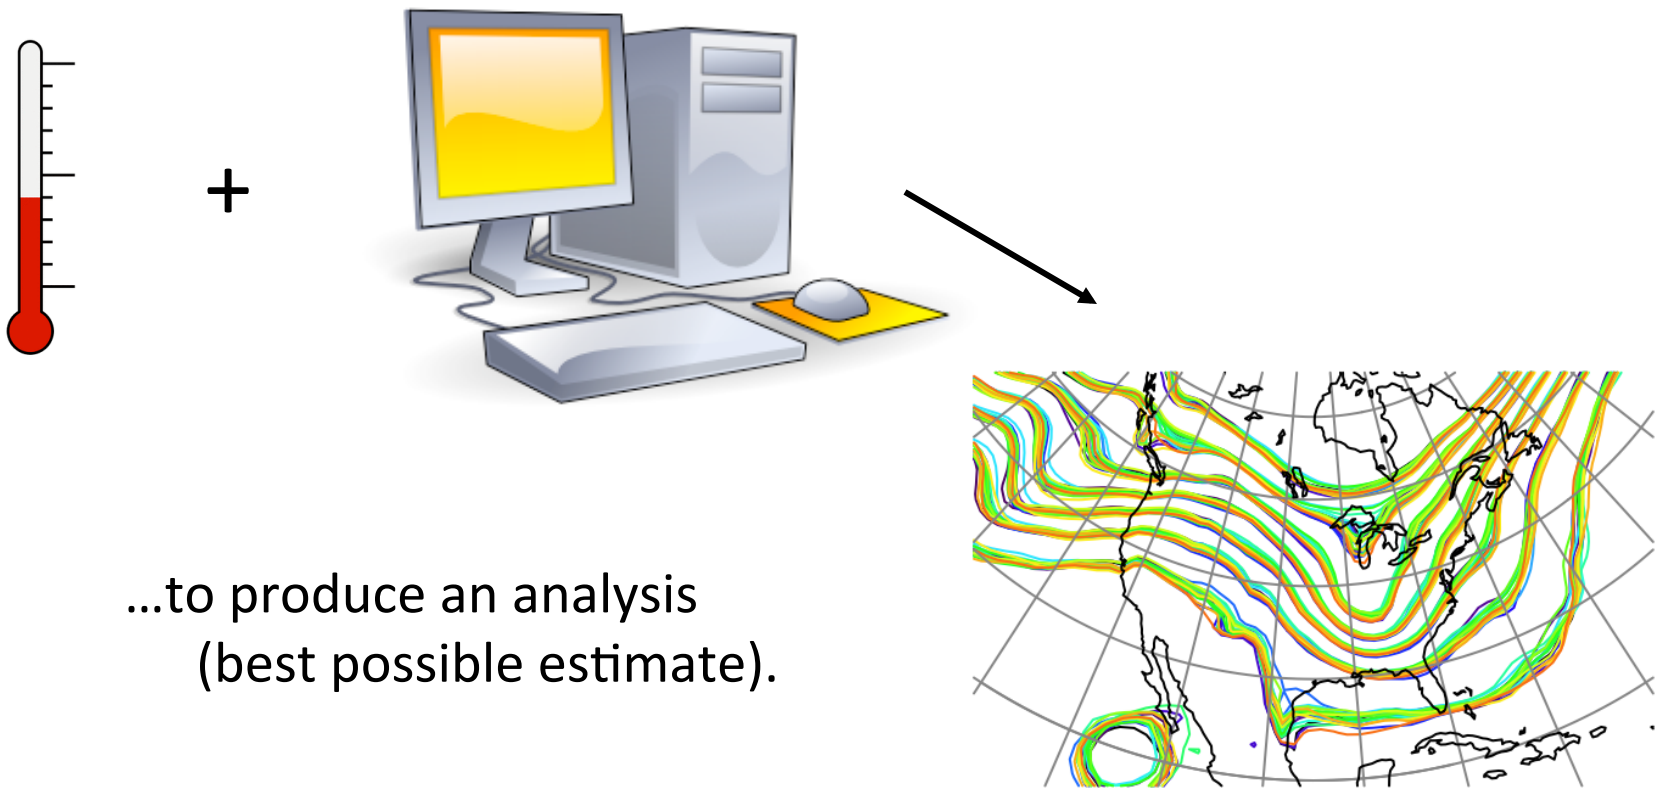 +
…to produce an analysis
(best possible estimate).